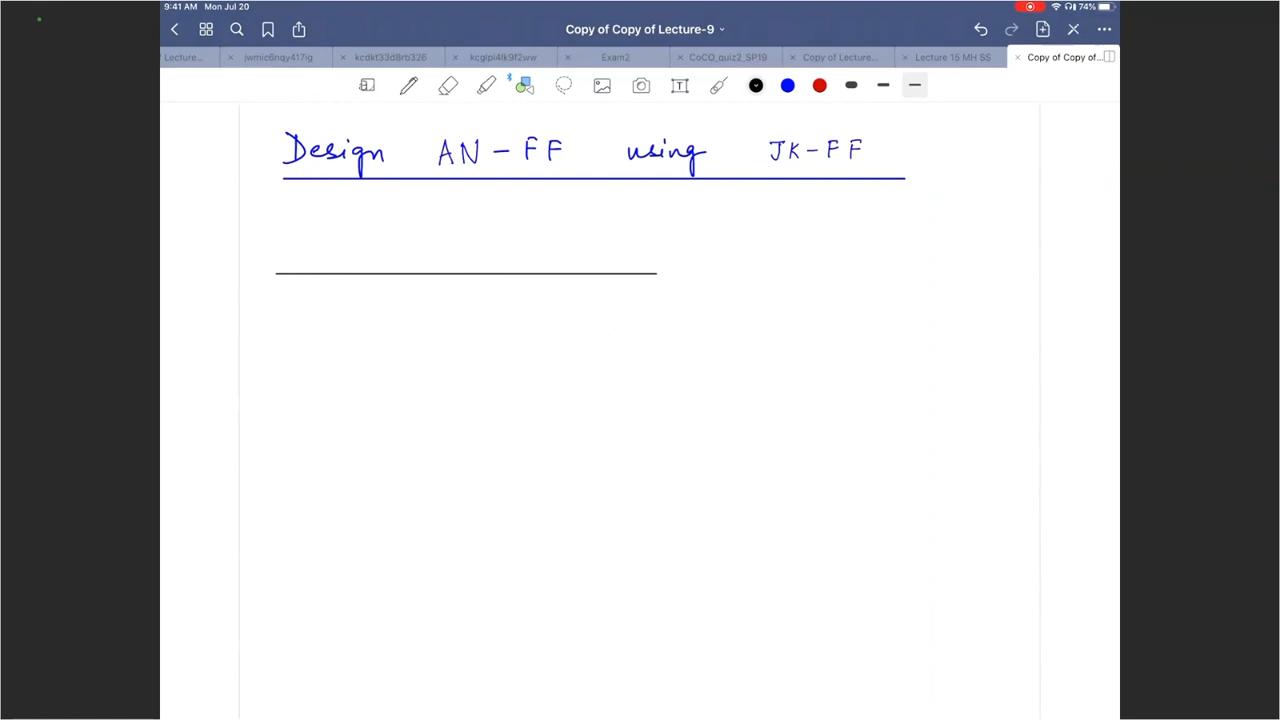 9:41 AM Mon Jul 20
74%
Copy of Copy of Lecture-9
Lecture...
jwmic6nqy417ig
kcdkt33d8rb326
kcglpi4lk9f2ww
Exam2
CoCO_quiz2_SP19
Copy of Lecture...
Lecture 15 MH SS
Copy of Copy of...
T
Design AN-FF using JK-FF